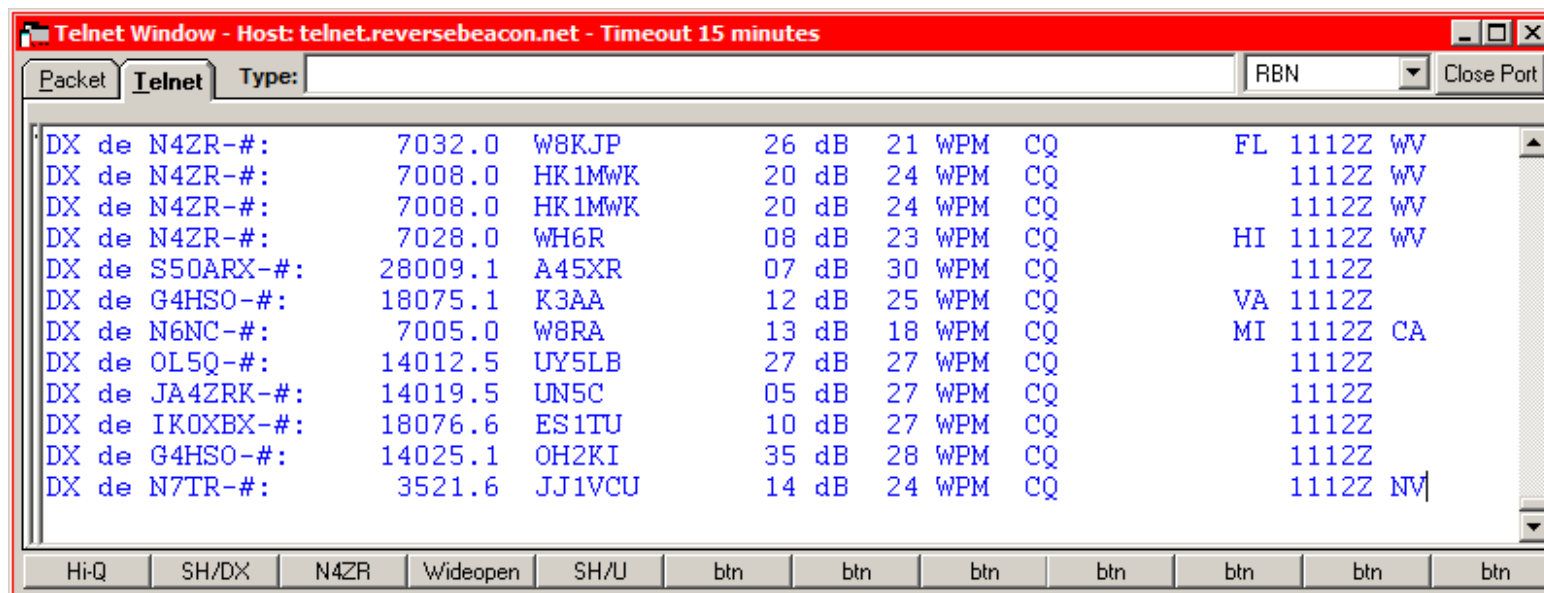 Telnet Window - Host: telnet.reversebeacon.net - Timeout 15 minutes
Packet Telnet Type: RBN Close Port
DX de N4ZR-#: 7032.0 W8KJP 26 dB 21 WPM CQ FL 1112Z WV
DX de N4ZR-#: 7008.0 HK1MWK 20 dB 24 WPM CQ 1112Z WV
DX de N4ZR-#: 7008.0 HK1MWK 20 dB 24 WPM CQ 1112Z WV
DX de N4ZR-#: 7028.0 WH6R 08 dB 23 WPM CQ HI 1112Z WV
DX de S50ARX-#: 28009.1 A45XR 07 dB 30 WPM CQ 1112Z
DX de G4HSO-#: 18075.1 K3AA 12 dB 25 WPM CQ VA 1112Z
DX de N6NC-#: 7005.0 W8RA 13 dB 18 WPM CQ MI 1112Z CA
DX de OL5Q-#: 14012.5 UY5LB 27 dB 27 WPM CQ 1112Z
DX de JA4ZRK-#: 14019.5 UN5C 05 dB 27 WPM CQ 1112Z
DX de IK0XBX-#: 18076.6 ES1TU 10 dB 27 WPM CQ 1112Z
DX de G4HSO-#: 14025.1 OH2KI 35 dB 28 WPM CQ 1112Z
DX de N7TR-#: 3521.6 JJ1VCU 14 dB 24 WPM CQ 1112Z NV
Hi-Q SH/DX N4ZR Wideopen SH/U btn btn btn btn btn btn btn